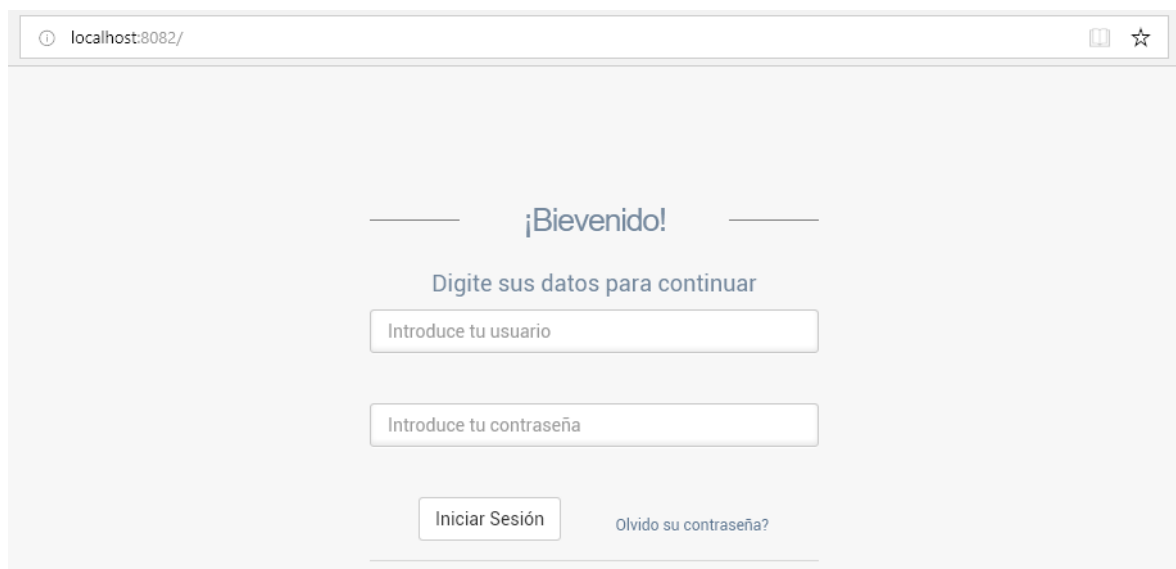 localhost:8082/
¡Bievenido!
Digite sus datos para continuar
Introduce tu usuario
Introduce tu contraseña
Iniciar Sesión
Olvido su contraseña?